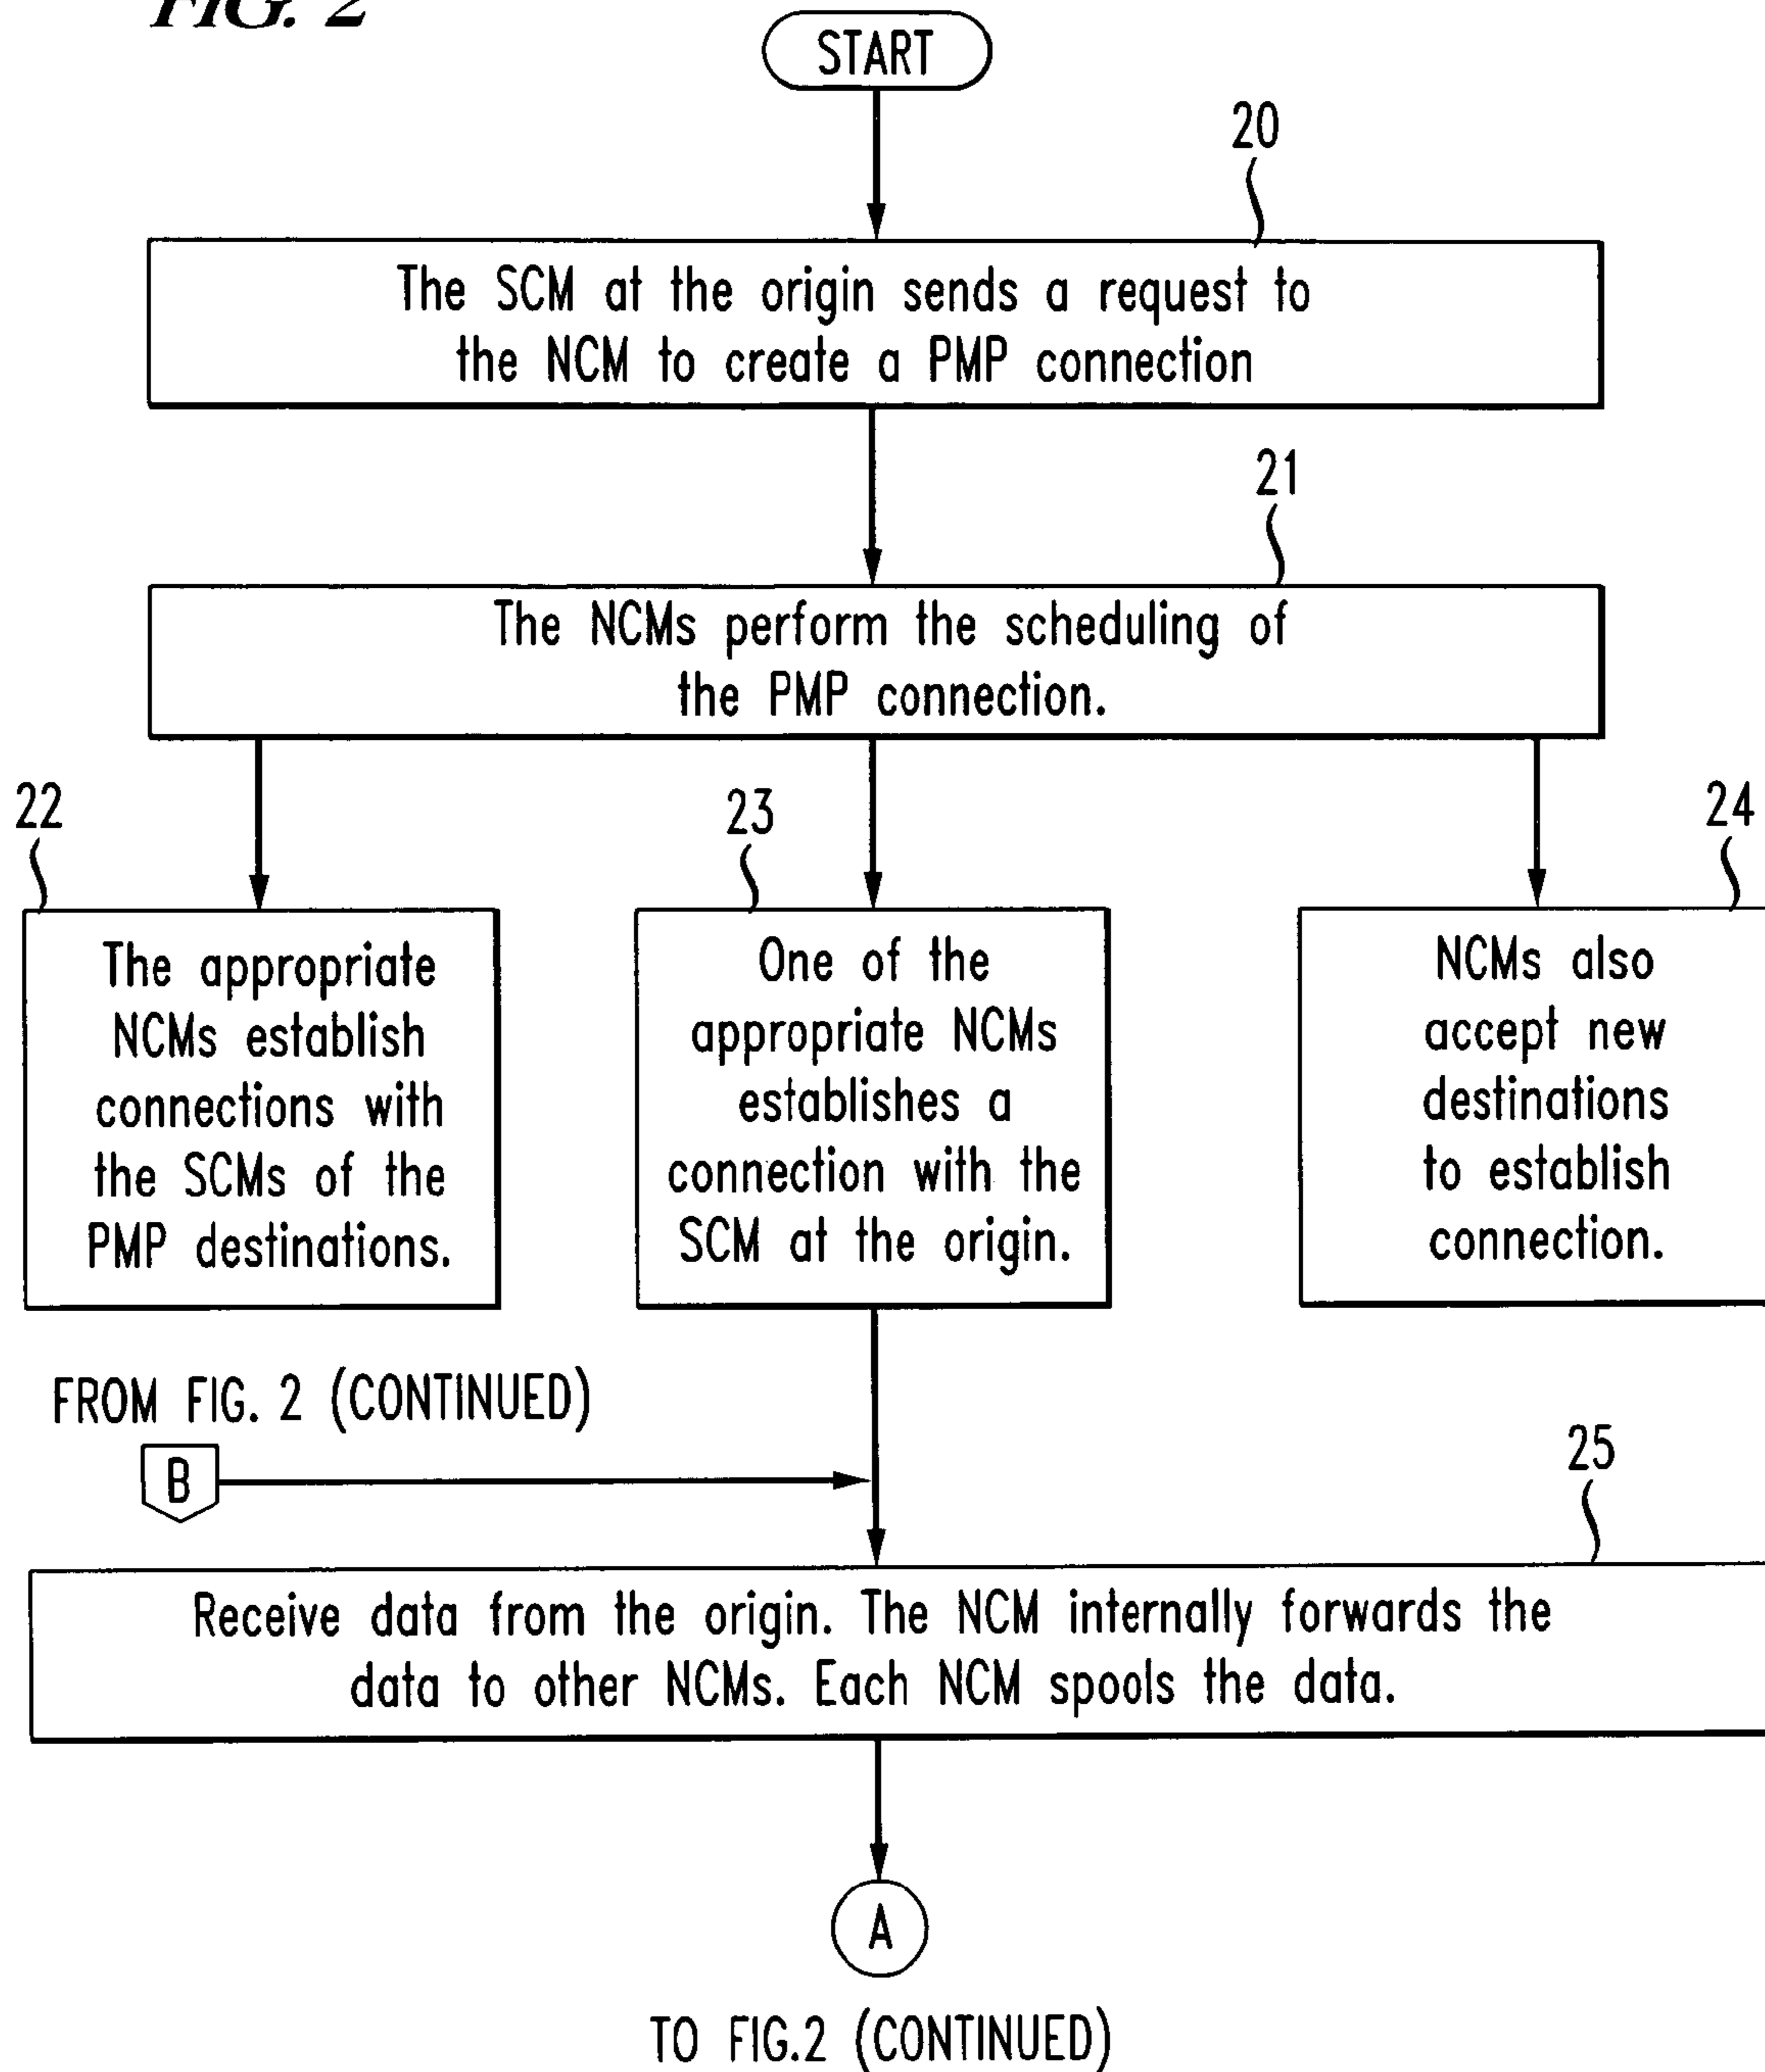 FIG. 2
START
20
The SCM at the origin sends a request to
the NCM to create a PMP connection
21
The NCMs perform the scheduling of
the PMP connection.
22
The appropriate
NCMs establish
connections with
the SCMs of the
PMP destinations.
23
One of the
appropriate NCMs
establishes a
connection with the
SCM at the origin.
24
NCMs also
accept new
destinations
to establish
connection.
FROM FIG. 2 (CONTINUED)
B
25
Receive data from the origin. The NCM internally forwards the
data to other NCMs. Each NCM spools the data.
A
TO FIG.2 (CONTINUED)